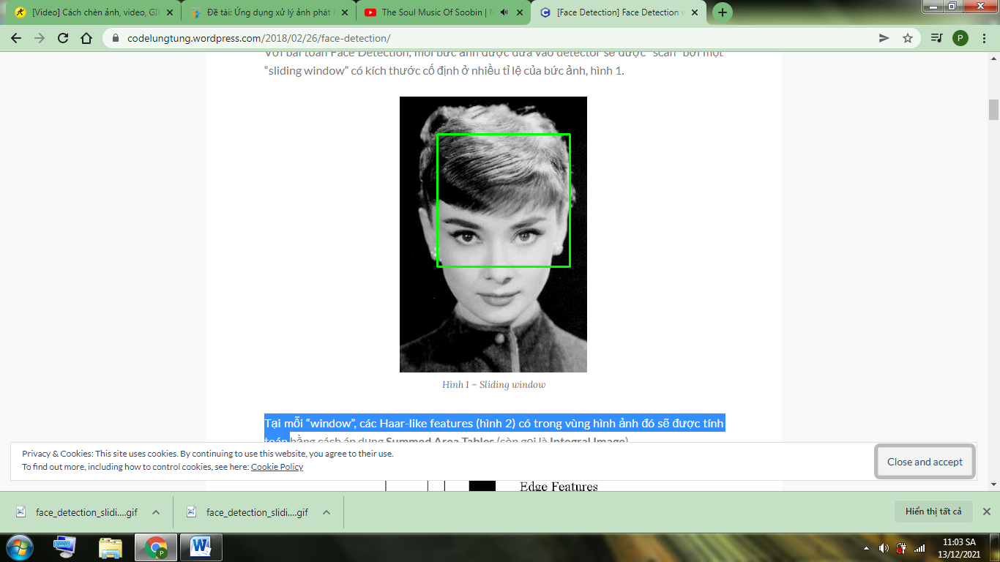 [Video] Cách chèn ảnh, video, GIF
Đề tài: Ứng dụng xử lý ảnh phát
The Soul Music Of Soobin |
[Face Detection] Face Detection
codelungtung.wordpress.com/2018/02/26/face-detection/
P
Với bài toán Face Detection, mỗi bức ảnh được đưa vào detector sẽ được “scan” bởi một
“sliding window” có kích thước cố định ở nhiều tỉ lệ của bức ảnh, hình 1.
Hình 1 – Sliding window
Tại mỗi “window”, các Haar-like features (hình 2) có trong vùng hình ảnh đó sẽ được tính
toán bằng cách áp dụng Summed Area Tables (còn gọi là Integral Image).
Privacy & Cookies: This site uses cookies. By continuing to use this website, you agree to their use.
To find out more, including how to control cookies, see here: Cookie Policy
Close and accept
Edge Features
face_detection_slidi....gif
face_detection_slidi....gif
Hiển thị tất cả
11:03 SA
13/12/2021